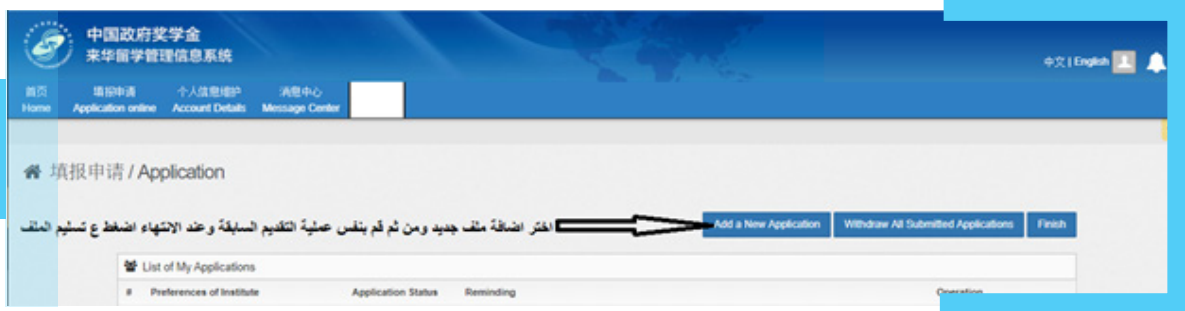 中国政府奖学金
来华留学管理信息系统
中文 | English
首页 填报申请 个人信息维护 消息中心
Home Application online Account Details Message Center
填报申请 / Application
اختر اضافة ملف جديد ومن ثم قم بنفس عملية التقديم السابقة وعند الانتهاء اضغط ع تسليم الملف
Add a New Application Withdraw All Submitted Applications Finish
List of My Applications
# Preferences of Institute Application Status Reminding Operation